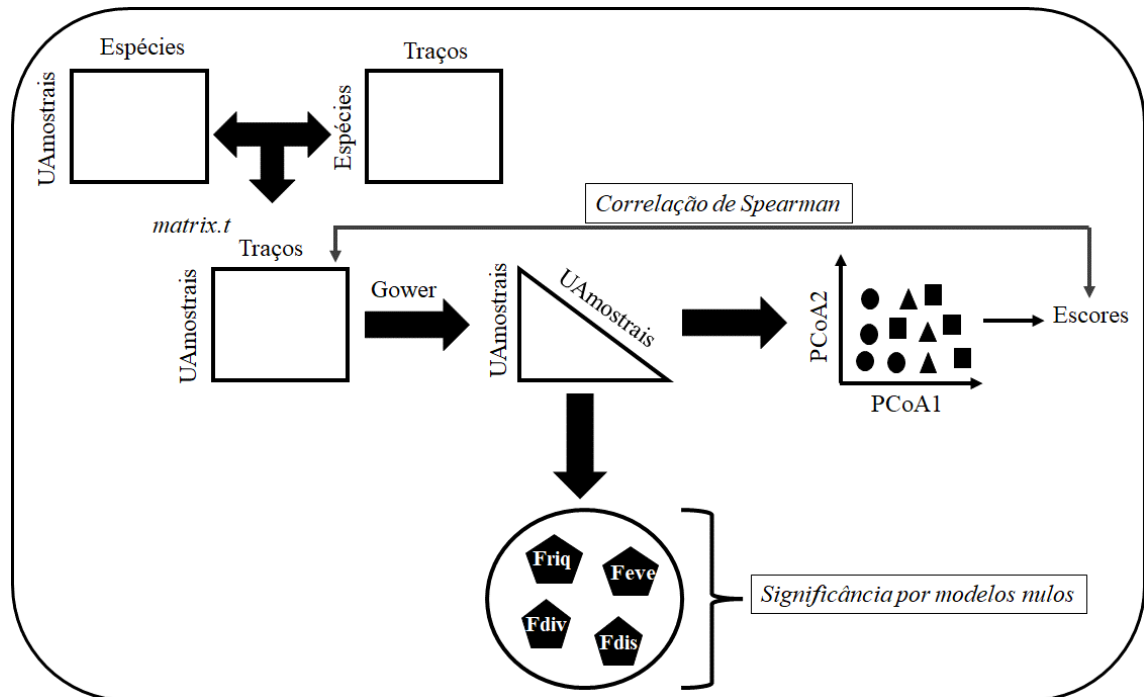 Espécies
UAmostrais
Traços
Espécies
matrix.t
Correlação de Spearman
Traços
UAmostrais
Gower
UAmostrais
UAmostrais
PCoA2
PCoA1
Escores
Friq
Feve
Fdiv
Fdis
Significância por modelos nulos